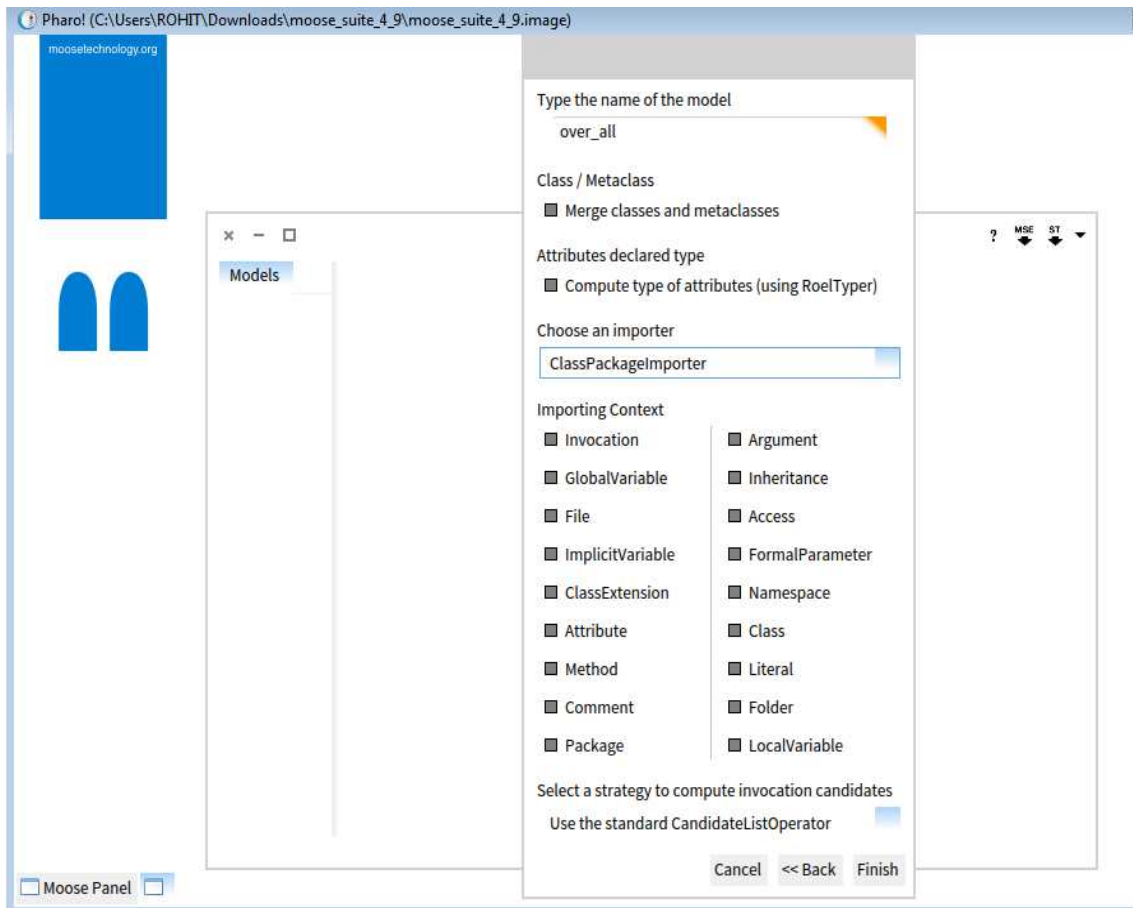 Pharo! (C:\Users\ROHIT\Downloads\moose_suite_4_9\moose_suite_4_9.image)
moosetechnology.org
Type the name of the model
over_all
Class / Metaclass
Merge classes and metaclasses
? MSE ST
Models
Attributes declared type
Compute type of attributes (using RoelTyper)
Choose an importer
ClassPackageImporter
Importing Context
Invocation
Argument
GlobalVariable
Inheritance
File
Access
ImplicitVariable
FormalParameter
ClassExtension
Namespace
Attribute
Class
Method
Literal
Comment
Folder
Package
LocalVariable
Select a strategy to compute invocation candidates
Use the standard CandidateListOperator
Cancel << Back Finish
Moose Panel